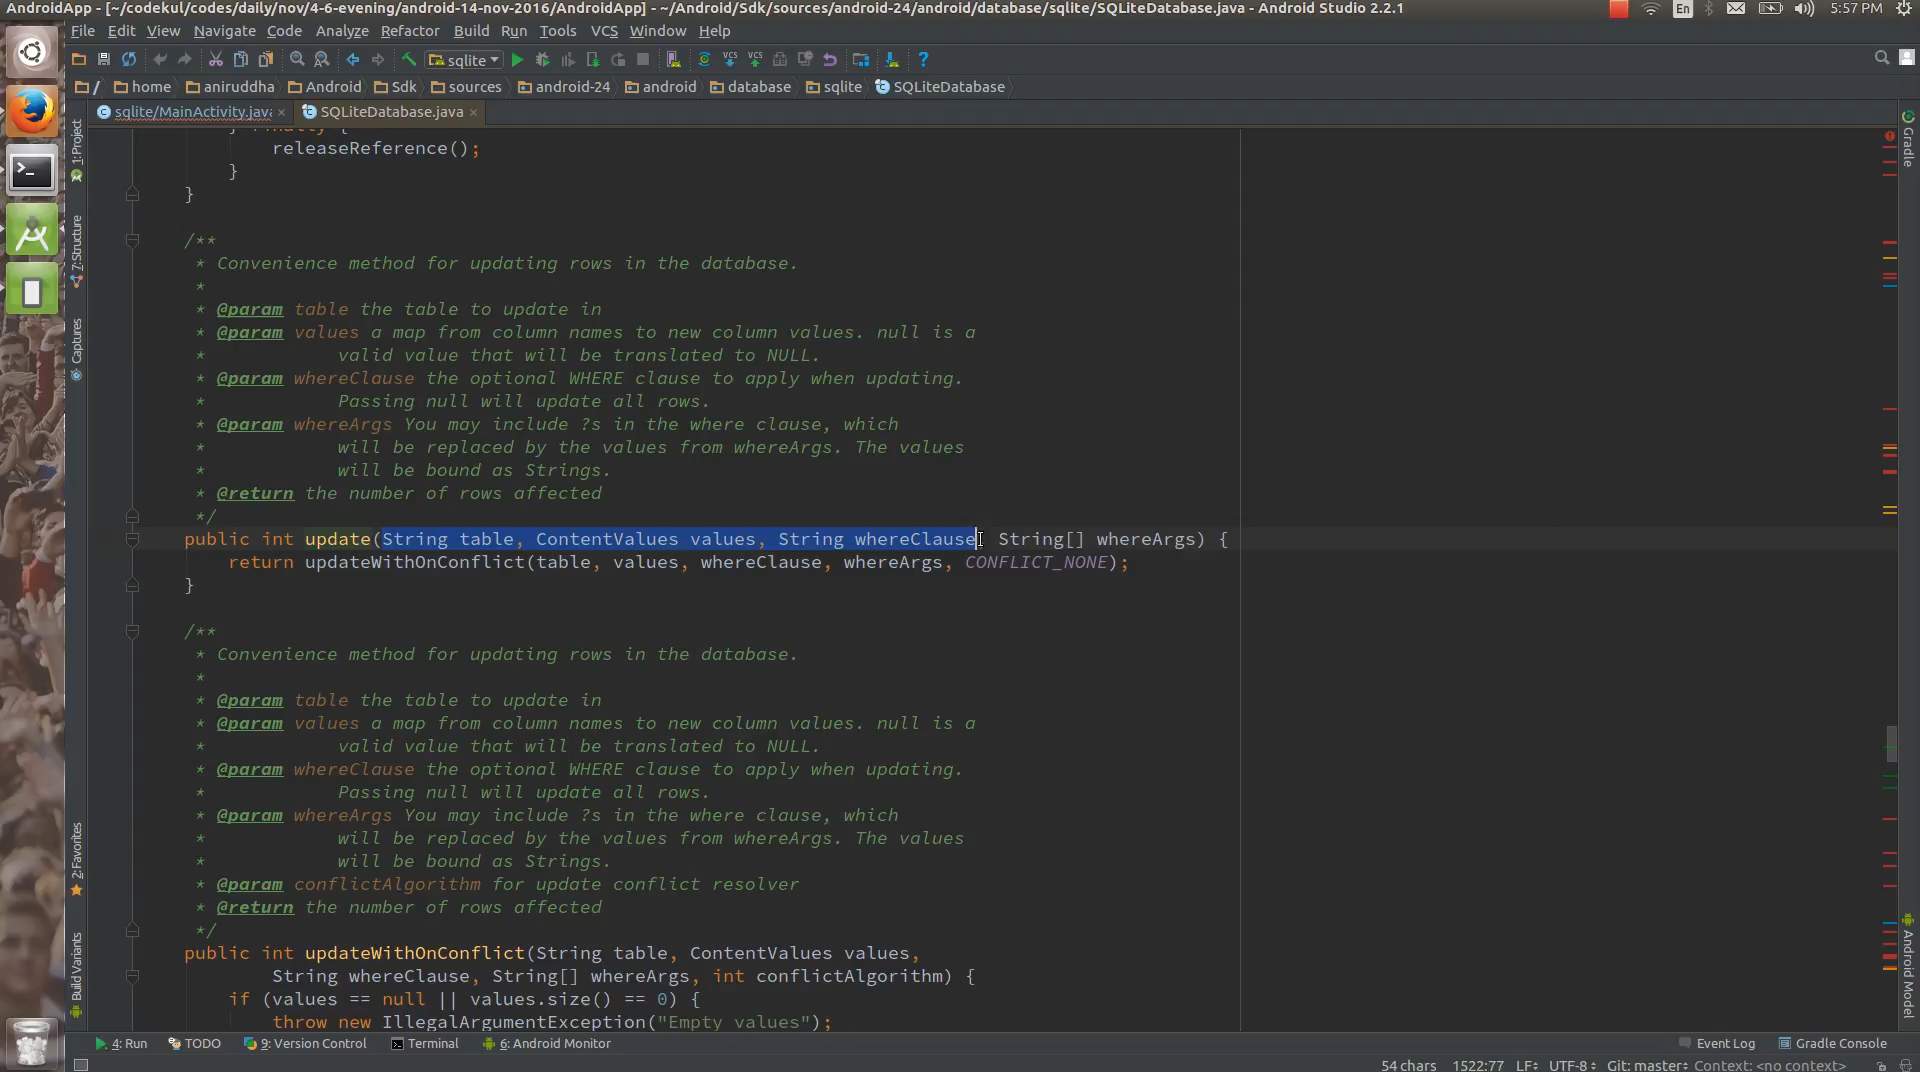 AndroidApp - [~/codekul/codes/daily/nov/4-6-evening/android-14-nov-2016/AndroidApp] - ~/Android/Sdk/sources/android-24/android/database/sqlite/SQLiteDatabase.java - Android Studio 2.2.1
En
5:57 PM
File Edit View Navigate Code Analyze Refactor Build Run Tools VCS Window Help
sqlite
VCS VCS
/ home aniruddha Android Sdk sources android-24 android database sqlite SQLiteDatabase
sqlite/MainActivity.java SQLiteDatabase.java
1: Project
7: Structure
Captures
2: Favorites
Build Variants
Gradle
Android Model
} finally {
releaseReference();
}
}
/**
* Convenience method for updating rows in the database.
*
* @param table the table to update in
* @param values a map from column names to new column values. null is a
* valid value that will be translated to NULL.
* @param whereClause the optional WHERE clause to apply when updating.
* Passing null will update all rows.
* @param whereArgs You may include ?s in the where clause, which
* will be replaced by the values from whereArgs. The values
* will be bound as Strings.
* @return the number of rows affected
*/
public int update(String table, ContentValues values, String whereClause, String[] whereArgs) {
return updateWithOnConflict(table, values, whereClause, whereArgs, CONFLICT_NONE);
}
/**
* Convenience method for updating rows in the database.
*
* @param table the table to update in
* @param values a map from column names to new column values. null is a
* valid value that will be translated to NULL.
* @param whereClause the optional WHERE clause to apply when updating.
* Passing null will update all rows.
* @param whereArgs You may include ?s in the where clause, which
* will be replaced by the values from whereArgs. The values
* will be bound as Strings.
* @param conflictAlgorithm for update conflict resolver
* @return the number of rows affected
*/
public int updateWithOnConflict(String table, ContentValues values,
String whereClause, String[] whereArgs, int conflictAlgorithm) {
if (values == null || values.size() == 0) {
throw new IllegalArgumentException("Empty values");
4: Run TODO 9: Version Control Terminal 6: Android Monitor Event Log Gradle Console
54 chars 1522:77 LF÷ UTF-8÷ Git: master÷ Context: <no context>